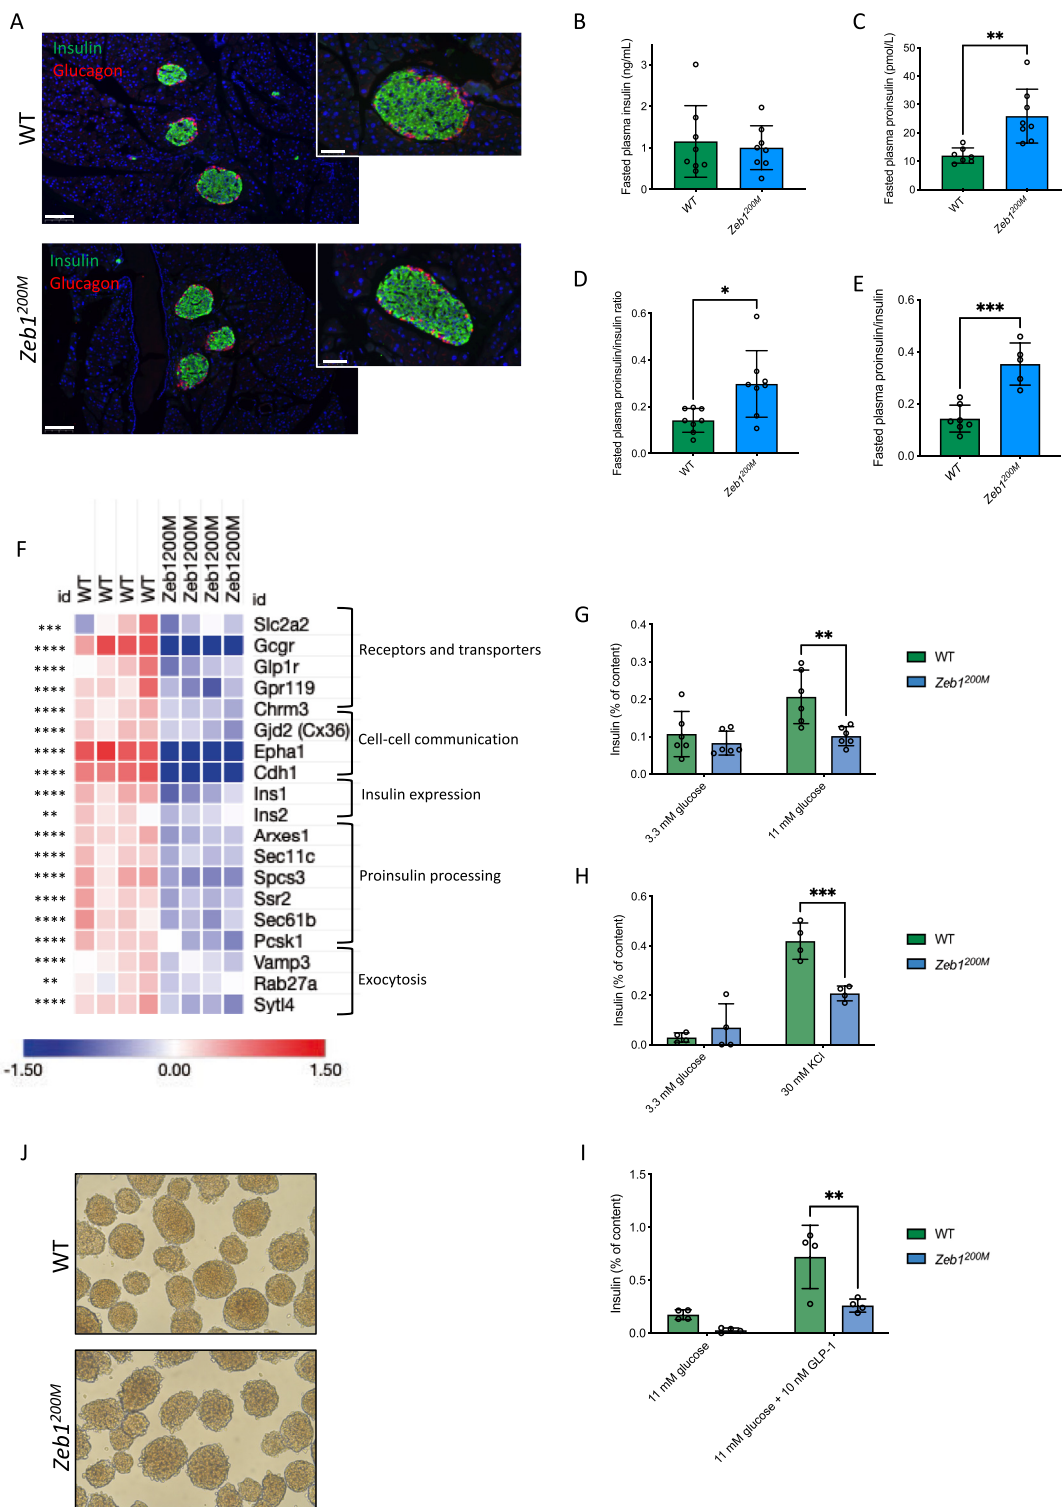 A
Insulin
Glucagon
WT
Insulin
Glucagon
Zeb1200M
B
Fasted plasma insulin (ng/mL)
3
2
1
0
WT
Zeb1200M
C
Fasted plasma proinsulin (pmol/L)
50
40
30
20
10
0
**
WT
Zeb1200M
D
Fasted plasma proinsulin/insulin ratio
0.6
0.4
0.2
0.0
*
WT
Zeb1200M
E
Fasted plasma proinsulin/insulin
0.6
0.4
0.2
0.0
***
WT
Zeb1200M
F
id WT WT WT WT Zeb1200M Zeb1200M Zeb1200M Zeb1200M id
*** Slc2a2
**** Gcgr
**** Glp1r
**** Gpr119
**** Chrm3
Gjd2 (Cx36)
**** Epha1
**** Cdh1
**** Ins1
** Ins2
**** Arxes1
**** Sec11c
**** Spcs3
**** Ssr2
**** Sec61b
**** Pcsk1
**** Vamp3
** Rab27a
**** Sytl4
Receptors and transporters
Cell-cell communication
Insulin expression
Proinsulin processing
Exocytosis
-1.50 0.00 1.50
G
Insulin (% of content)
0.4
0.3
0.2
0.1
0.0
**
3.3 mM glucose
11 mM glucose
WT
Zeb1200M
H
Insulin (% of content)
0.6
0.4
0.2
0.0
***
3.3 mM glucose
30 mM KCl
WT
Zeb1200M
J
WT
Zeb1200M
I
Insulin (% of content)
1.5
1.0
0.5
0.0
**
11 mM glucose
11 mM glucose + 10 nM GLP-1
WT
Zeb1200M